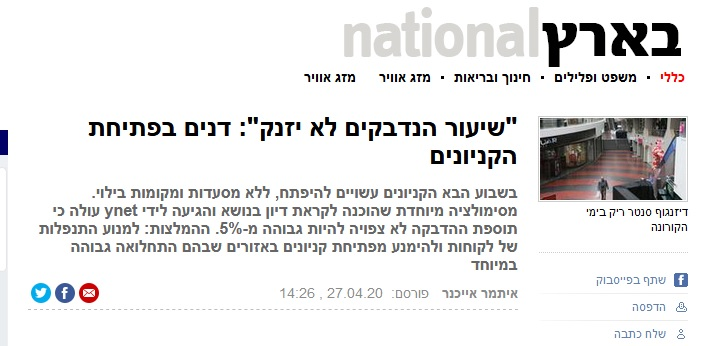 national בארץ
כללי • משפט ופלילים • חינוך ובריאות • מזג אוויר מזג אוויר
"שיעור הנדבקים לא יזנק": דנים בפתיחת
הקניונים
בשבוע הבא הקניונים עשויים להיפתח, ללא מסעדות ומקומות בילוי.
מסימולציה מיוחדת שהוכנה לקראת דיון בנושא והגיעה לידי ynet עולה כי
תוספת ההדבקה לא צפויה להיות גבוהה מ-5%. ההמלצות: למנוע התנפלות
של לקוחות ולהימנע מפתיחת קניונים באזורים שבהם התחלואה גבוהה
במיוחד
איתמר אייכנר פורסם: 27.04.20 , 14:26
דיזנגוף סנטר ריק בימי
הקורונה
שתף בפייסבוק
הדפסה
שלח כתבה